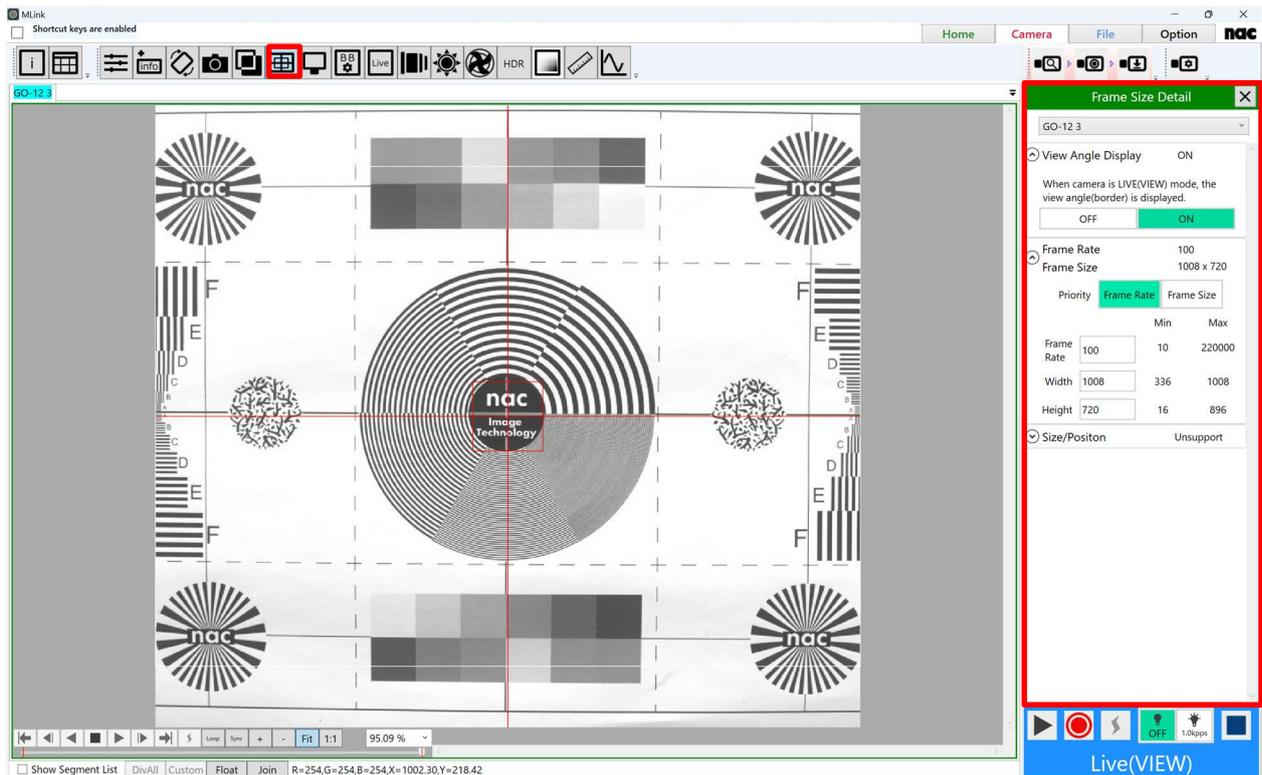 MLink
Shortcut keys are enabled
Home
Camera
File
Option
nac
i
info
BB
Live
HDR
GO-12 3
Frame Size Detail
GO-12 3
View Angle Display ON
When camera is LIVE(VIEW) mode, the
view angle(border) is displayed.
OFF ON
Frame Rate 100
Frame Size 1008 x 720
Priority Frame Rate Frame Size
Min Max
Frame
Rate 100 10 220000
Width 1008 336 1008
Height 720 16 896
Size/Positon Unsupport
nac nac
F F
E E
D D
C C
B B
A A
nac
Image
Technology
A A
B B
C C
D D
E E
F F
nac nac
Loop Sync + - Fit 1:1 95.09 %
OFF 1.0kpps
Live(VIEW)
Show Segment List DivAll Custom Float Join R=254,G=254,B=254,X=1002.30,Y=218.42